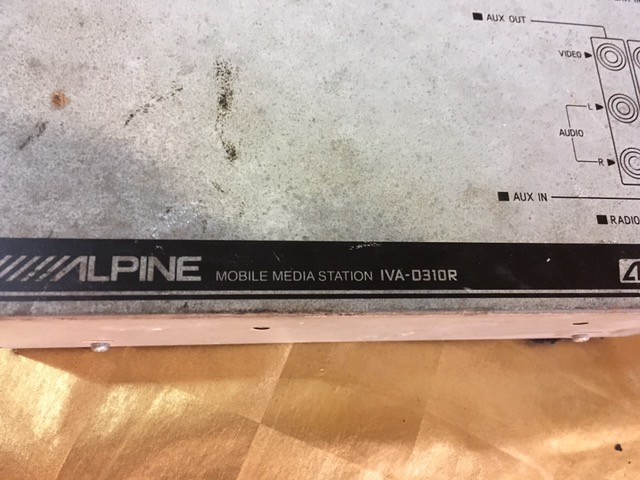 AUX OUT
VIDEO
L
AUDIO
R
AUX IN
RADIO
ALPINE MOBILE MEDIA STATION IVA-D310R